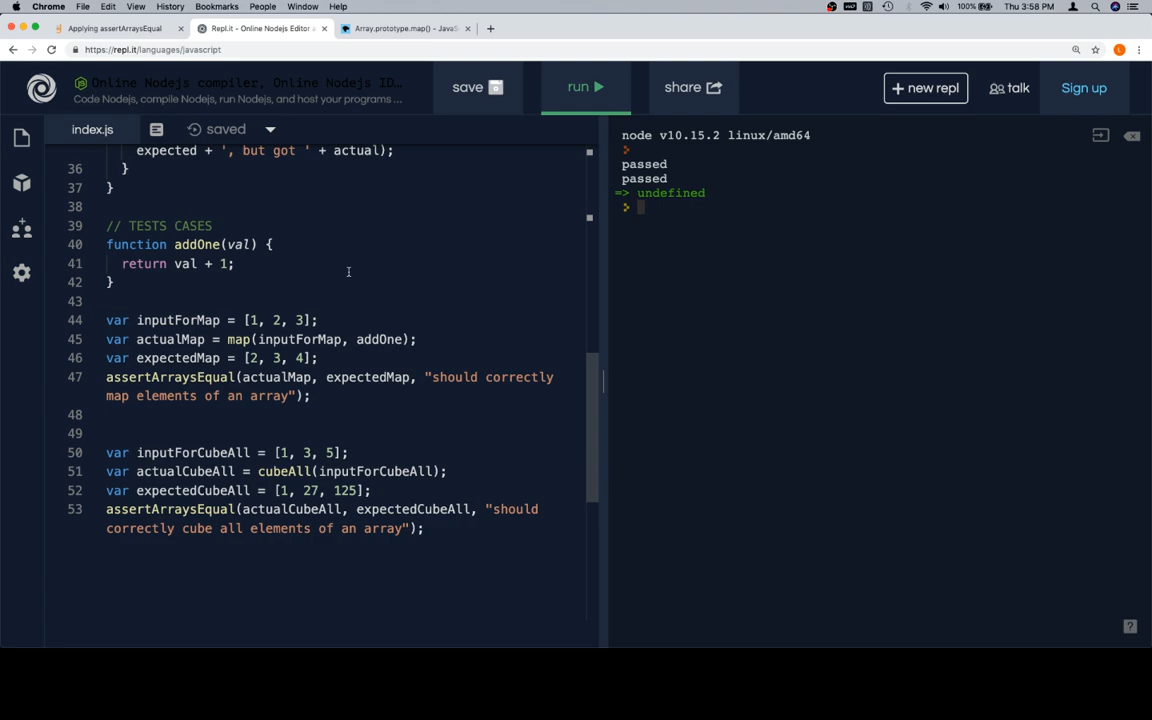 Chrome File Edit View History Bookmarks People Window Help 100% Thu 3:58 PM
Applying assertArraysEqual × Repl.it - Online Nodejs Editor a × Array.prototype.map() - JavaS × +
https://repl.it/languages/javascript
Online Nodejs compiler, Online Nodejs ID...
Code Nodejs, compile Nodejs, run Nodejs, and host your programs ...
save run share + new repl talk Sign up
index.js saved
expected + ', but got ' + actual);
36 }
37 }
38
39 // TESTS CASES
40 function addOne(val) {
41 return val + 1;
42 }
43
44 var inputForMap = [1, 2, 3];
45 var actualMap = map(inputForMap, addOne);
46 var expectedMap = [2, 3, 4];
47 assertArraysEqual(actualMap, expectedMap, "should correctly
map elements of an array");
48
49
50 var inputForCubeAll = [1, 3, 5];
51 var actualCubeAll = cubeAll(inputForCubeAll);
52 var expectedCubeAll = [1, 27, 125];
53 assertArraysEqual(actualCubeAll, expectedCubeAll, "should
correctly cube all elements of an array");
node v10.15.2 linux/amd64
passed
passed
=> undefined